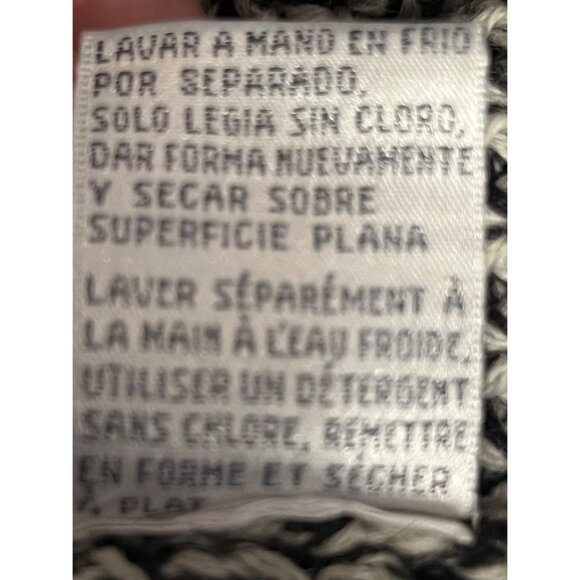 LAVAR A MANO EN FRIO
POR SEPARADO,
SOLO LEGIA SIN CLORO,
DAR FORMA NUEVAMENTE
Y SECAR SOBRE
SUPERFICIE PLANA
LAVER SÉPARÉMENT À
LA MAIN À L'EAU FROIDE,
UTILISER UN DÉTERGENT
SANS CHLORE, REMETTRE
EN FORME ET SÉCHER
À PLAT